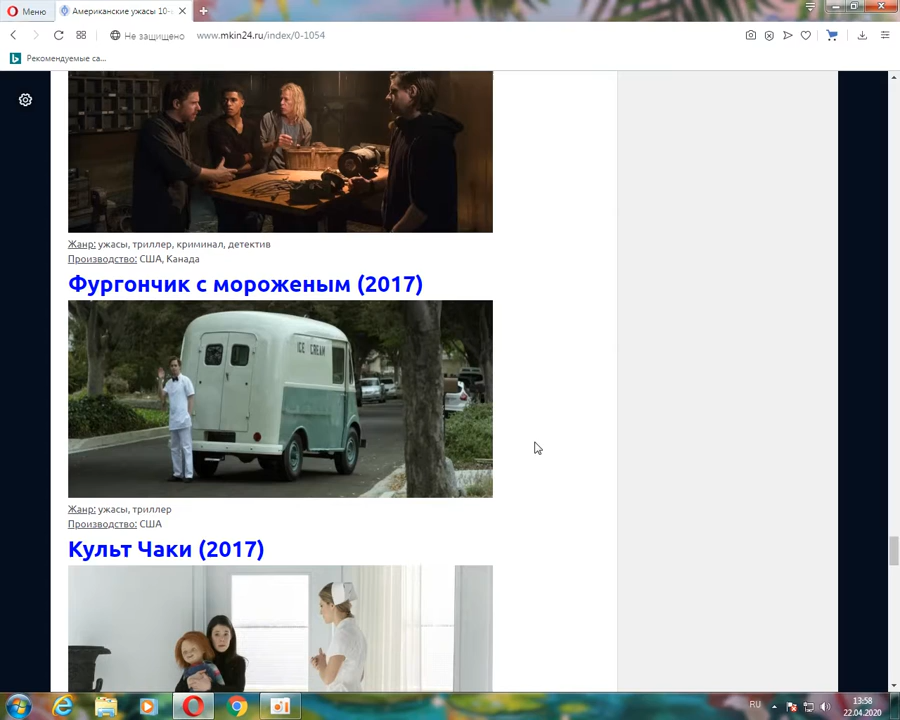 Меню
Американские ужасы 10-х
Не защищено
www.mkin24.ru/index/0-1054
Рекомендуемые са...
Жанр: ужасы, триллер, криминал, детектив
Производство: США, Канада
Фургончик с мороженым (2017)
ICE CREAM
Жанр: ужасы, триллер
Производство: США
Культ Чаки (2017)
RU
13:58
22.04.2020